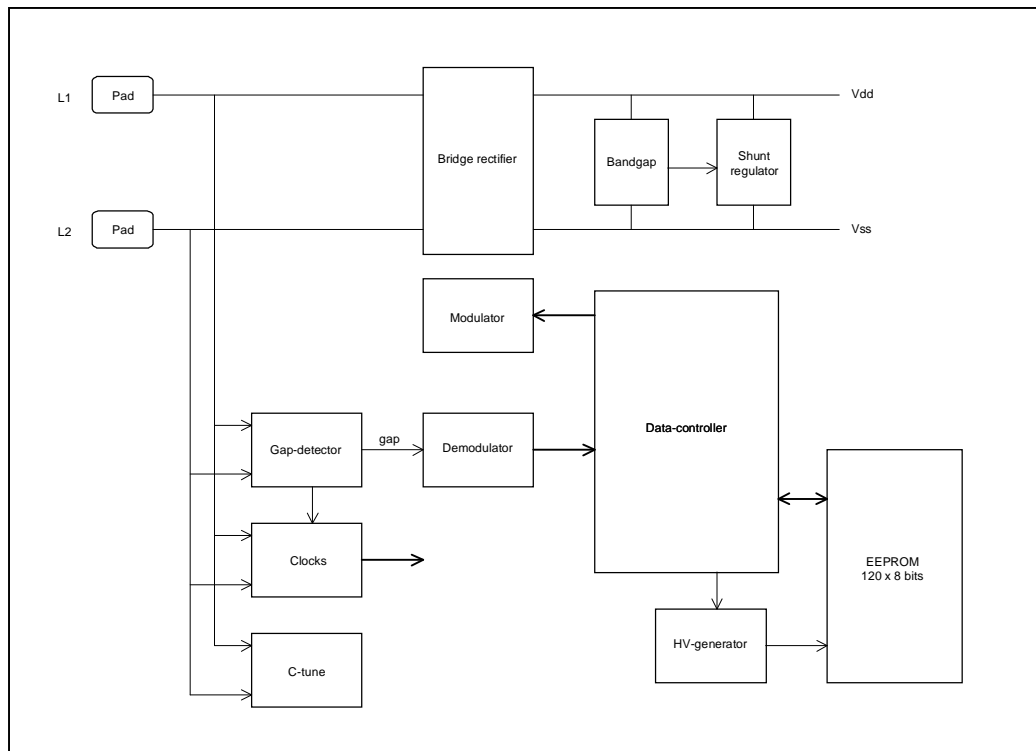 L1
Pad
Bridge rectifier
Vdd
Bandgap
Shunt
regulator
L2
Pad
Vss
Modulator
Data-controller
Gap-detector
gap
Demodulator
Clocks
EEPROM
120 x 8 bits
HV-generator
C-tune